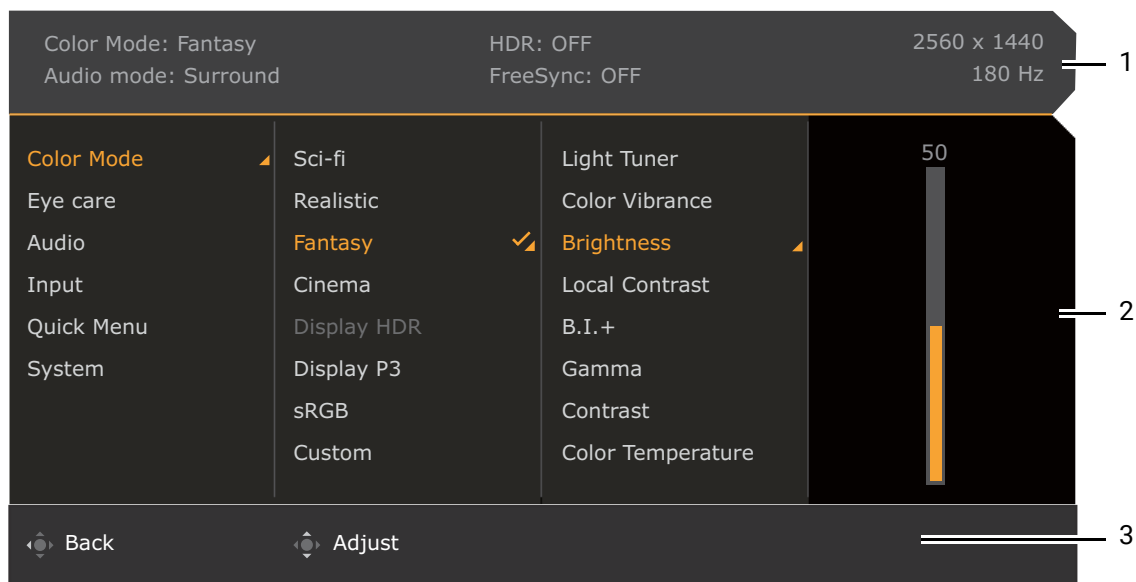 Color Mode: Fantasy HDR: OFF 2560 x 1440
Audio mode: Surround FreeSync: OFF 180 Hz
1
Color Mode
Eye care
Audio
Input
Quick Menu
System
Sci-fi
Realistic
Fantasy
Cinema
Display HDR
Display P3
sRGB
Custom
Light Tuner
Color Vibrance
Brightness
Local Contrast
B.I.+
Gamma
Contrast
Color Temperature
50
2
Back Adjust
3